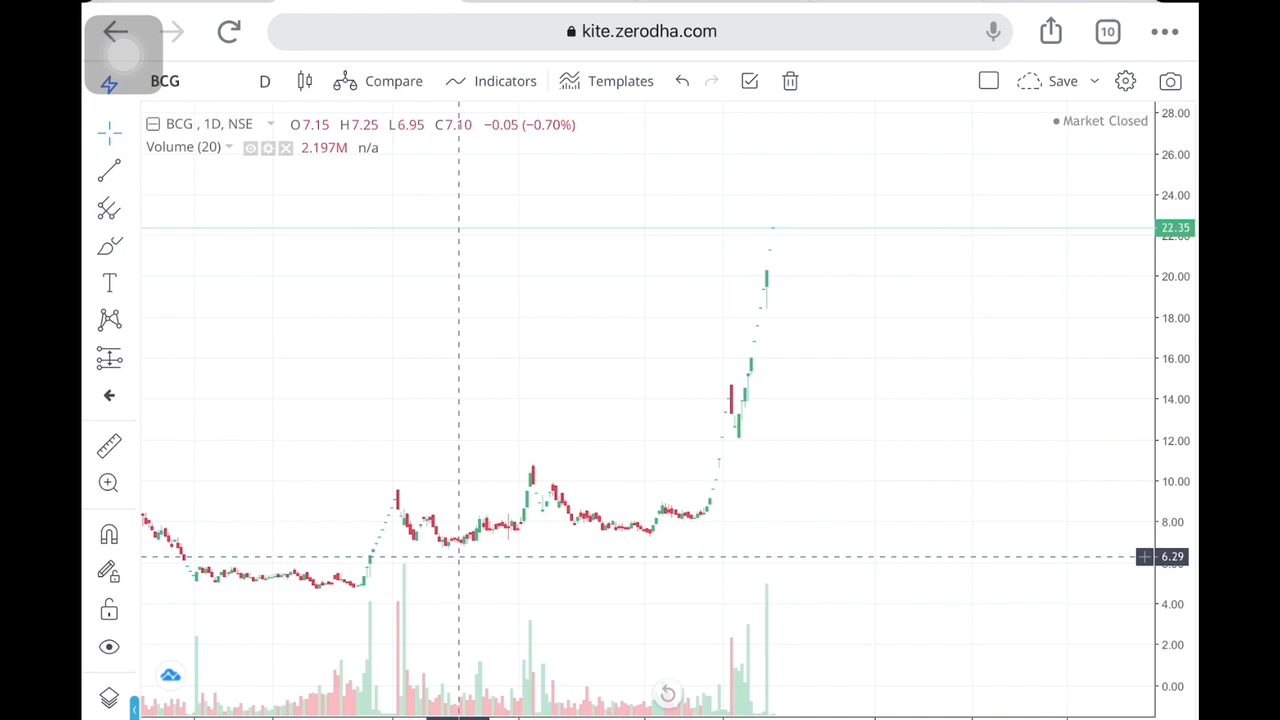 kite.zerodha.com
10
BCG
D
Compare
Indicators
Templates
Save
BCG , 1D, NSE
O7.15 H7.25 L6.95 C7.10 −0.05 (−0.70%)
Market Closed
Volume (20)
2.197M n/a
T
28.00
26.00
24.00
22.35
22.00
20.00
18.00
16.00
14.00
12.00
10.00
8.00
6.29
4.00
2.00
0.00